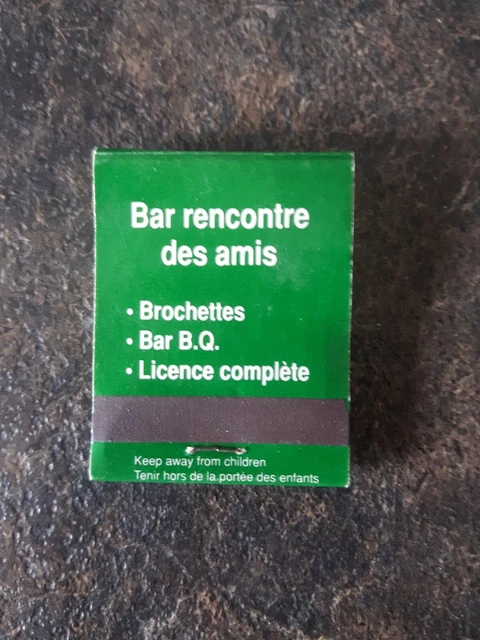 Bar rencontre
des amis
• Brochettes
• Bar B.Q.
• Licence complète
Keep away from children
Tenir hors de la portée des enfants